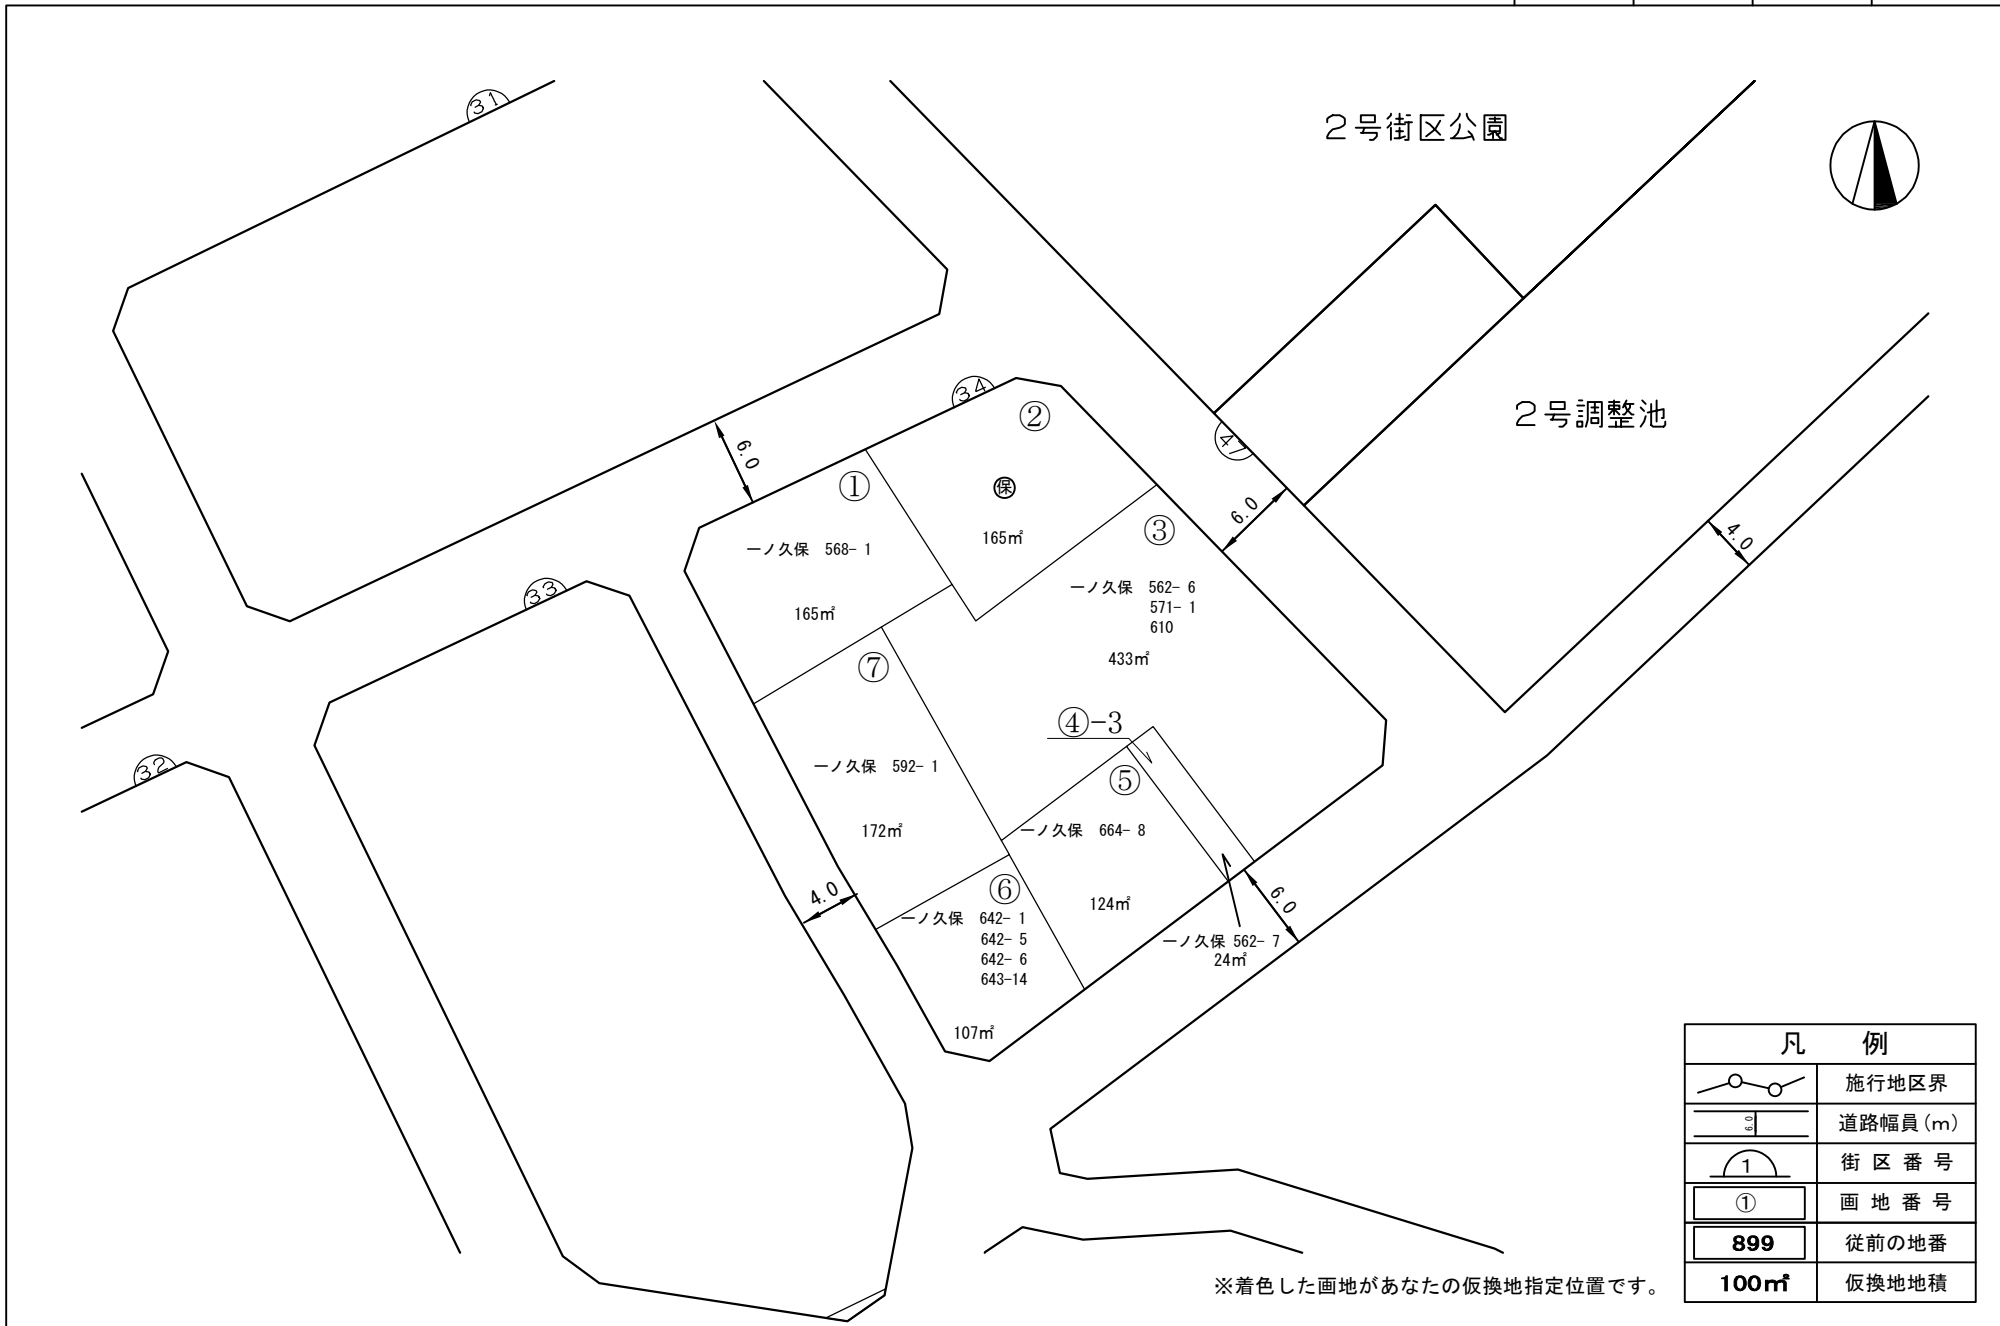 31
２号街区公園
34
②
２号調整池
47
6.0
①
保
165㎡
③
6.0
4.0
一ノ久保 568- 1
165㎡
一ノ久保 562- 6
571- 1
610
433㎡
33
⑦
④-3
32
一ノ久保 592- 1
172㎡
⑤
一ノ久保 664- 8
124㎡
4.0
⑥
6.0
一ノ久保 642- 1
642- 5
642- 6
643-14
107㎡
一ノ久保 562- 7
24㎡
凡 例
施行地区界
6.0 道路幅員(m)
1 街区番号
① 画地番号
899 従前の地番
100㎡ 仮換地地積
※着色した画地があなたの仮換地指定位置です。